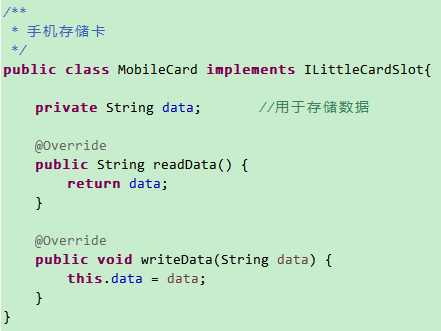 /**
 * 手机存储卡
 */
public class MobileCard implements ILittleCardSlot{
    private String data;       //用于存储数据
    @Override
    public String readData() {
        return data;
    }
    @Override
    public void writeData(String data) {
        this.data = data;
    }
}